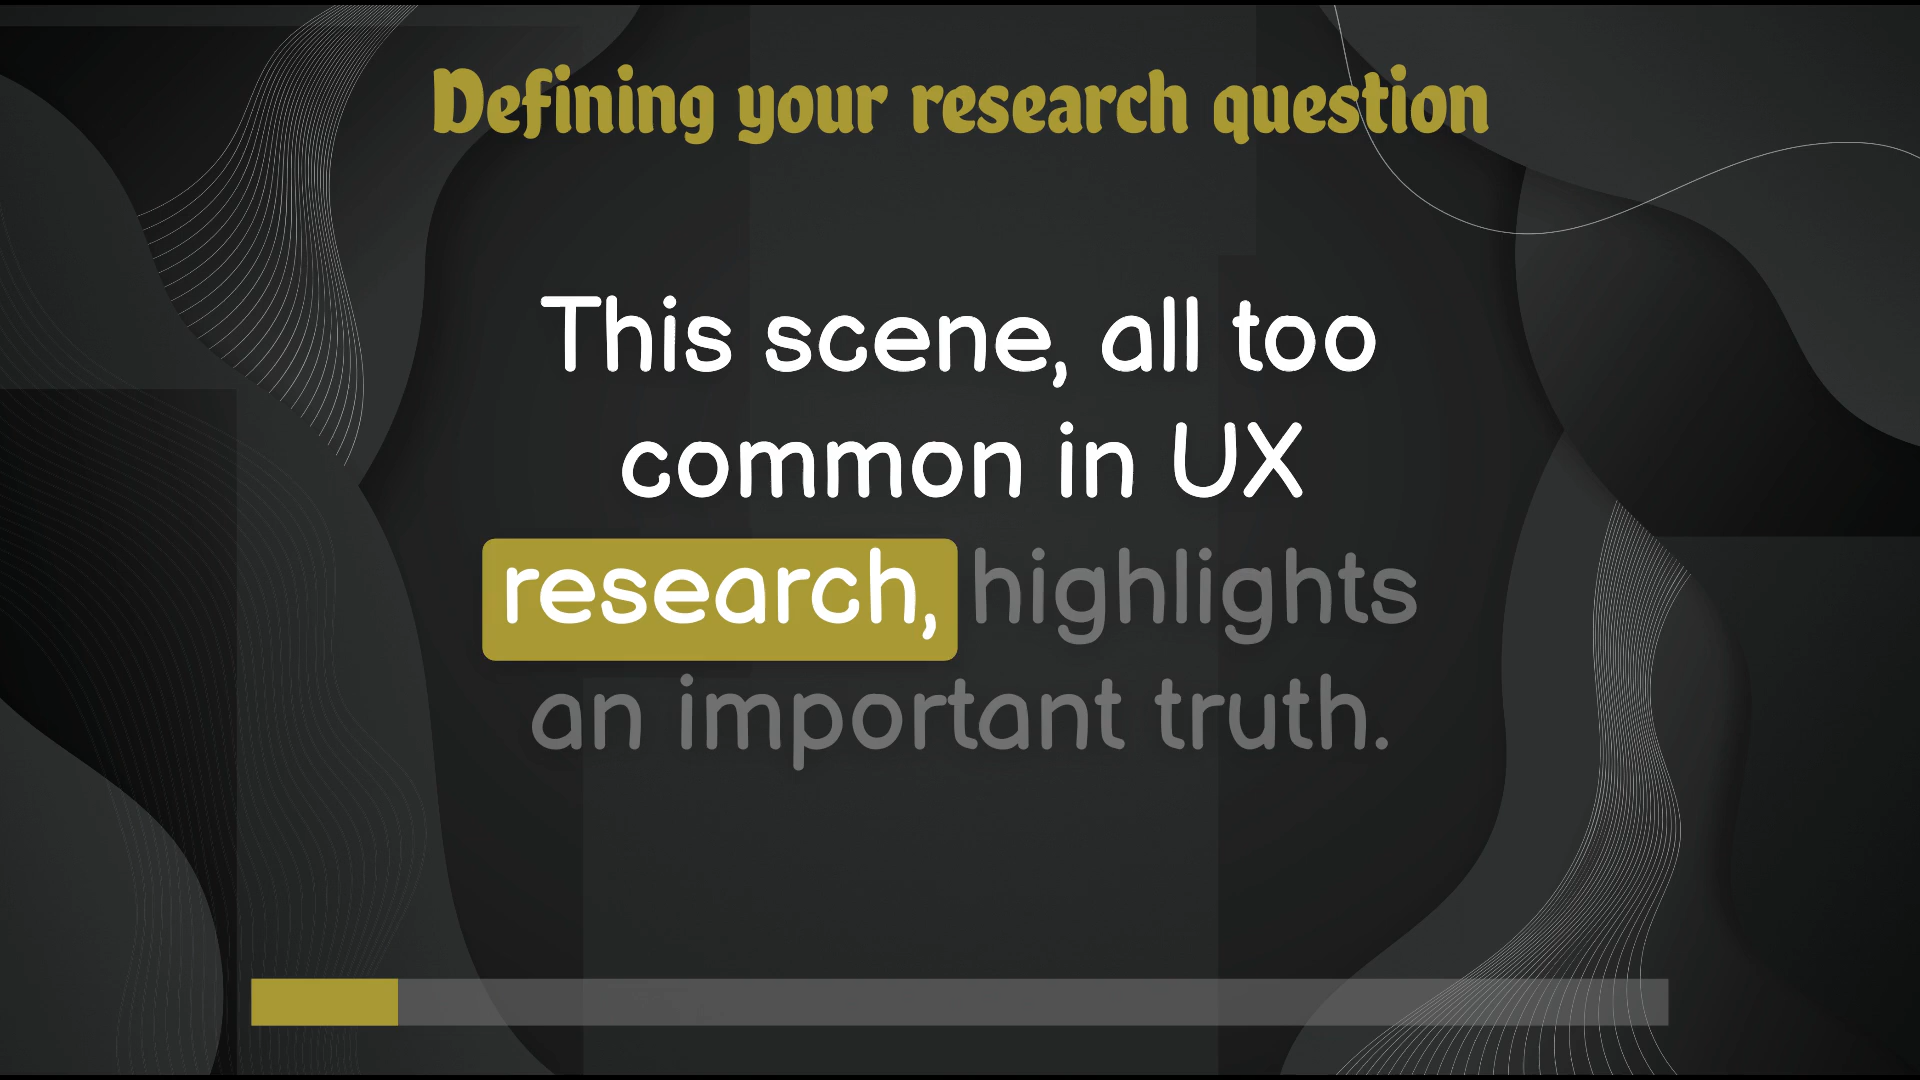 Defining your research question
This scene, all too
common in UX
research, highlights
an important truth.